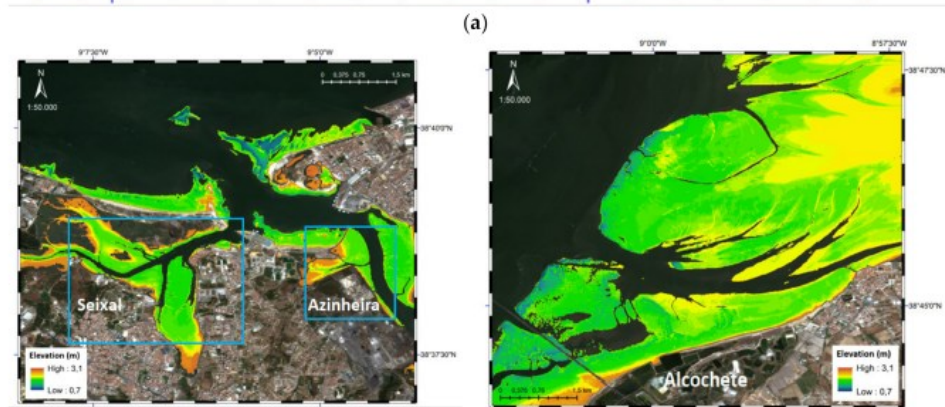 (a)
9°7'30"W
9°5'0"W
N
1:50.000
0 0,375 0,75 1,5 km
38°40'0"N
Seixal
Azinheira
38°37'30"N
Elevation (m)
High : 3,1
Low : 0,7
9°0'0"W
8°57'30"W
N
1:50.000
38°47'30"N
38°45'0"N
Alcochete
0 0,375 0,75 1,5 km
Elevation (m)
High : 3,1
Low : 0,7